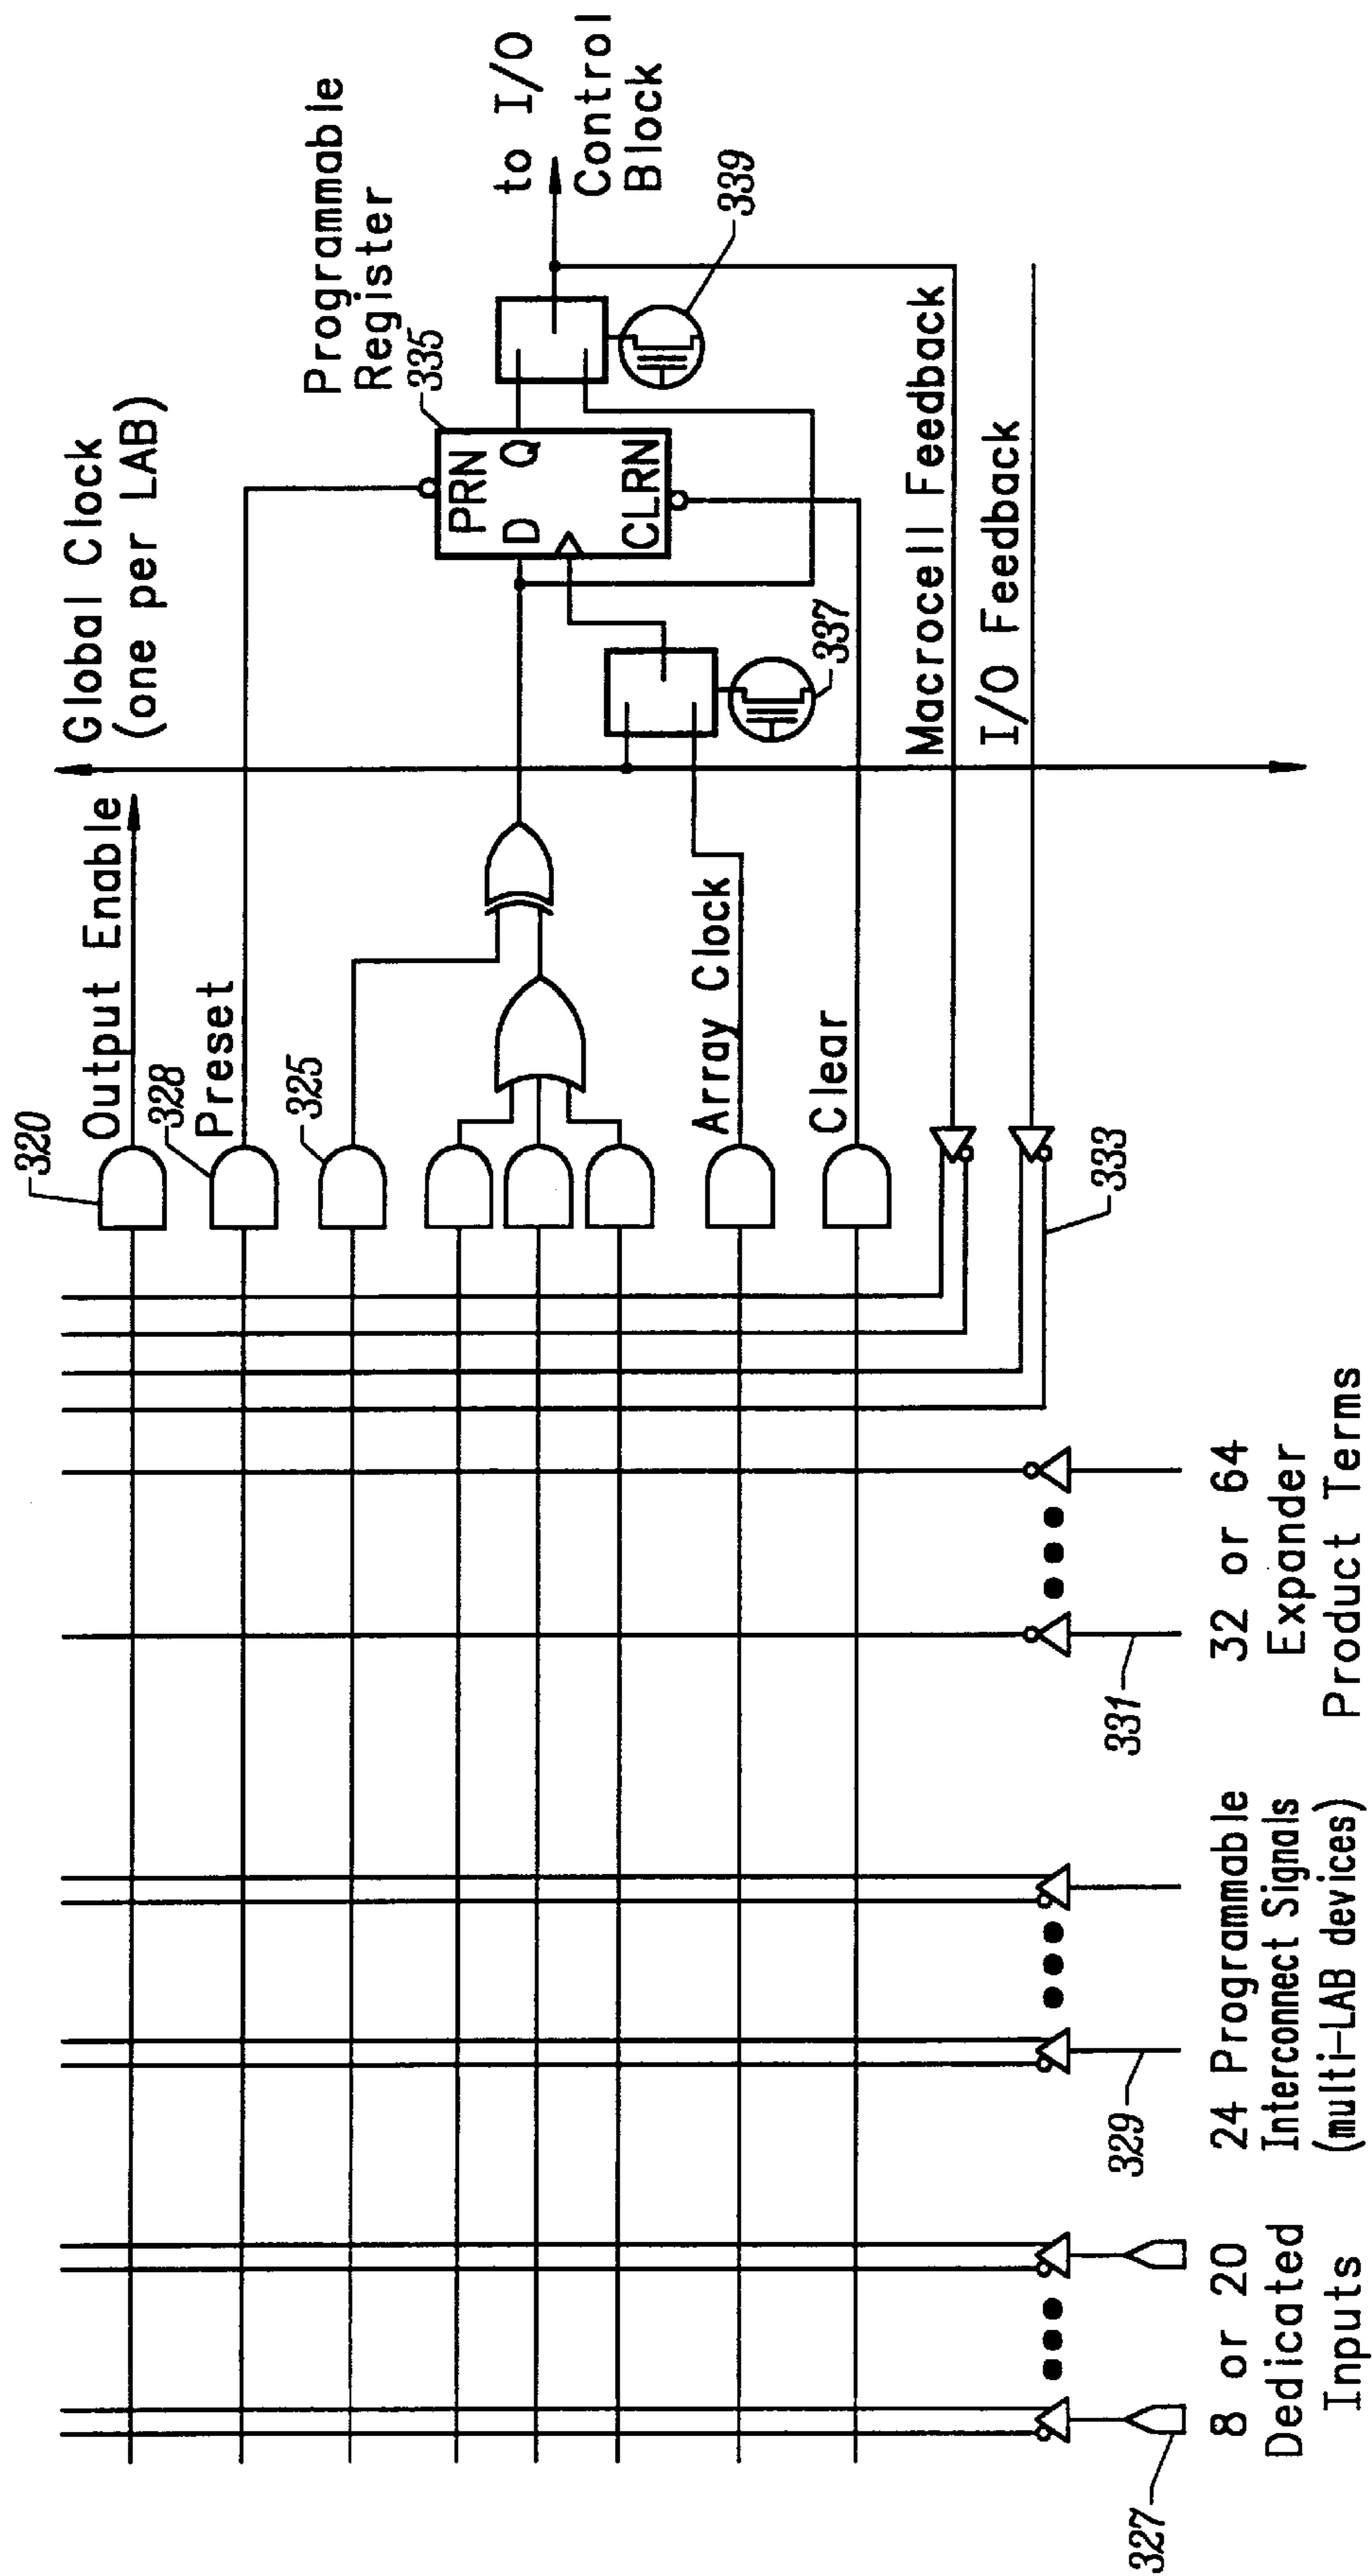 320
Output Enable
Global Clock
(one per LAB)
328
Preset
325
Programmable
Register
335
PRN
D
Q
CLRN
to I/O
Control
Block
339
337
Array Clock
Clear
Macrocell Feedback
I/O Feedback
333
327
8 or 20
Dedicated
Inputs
329
24 Programmable
Interconnect Signals
(multi-LAB devices)
331
32 or 64
Expander
Product Terms